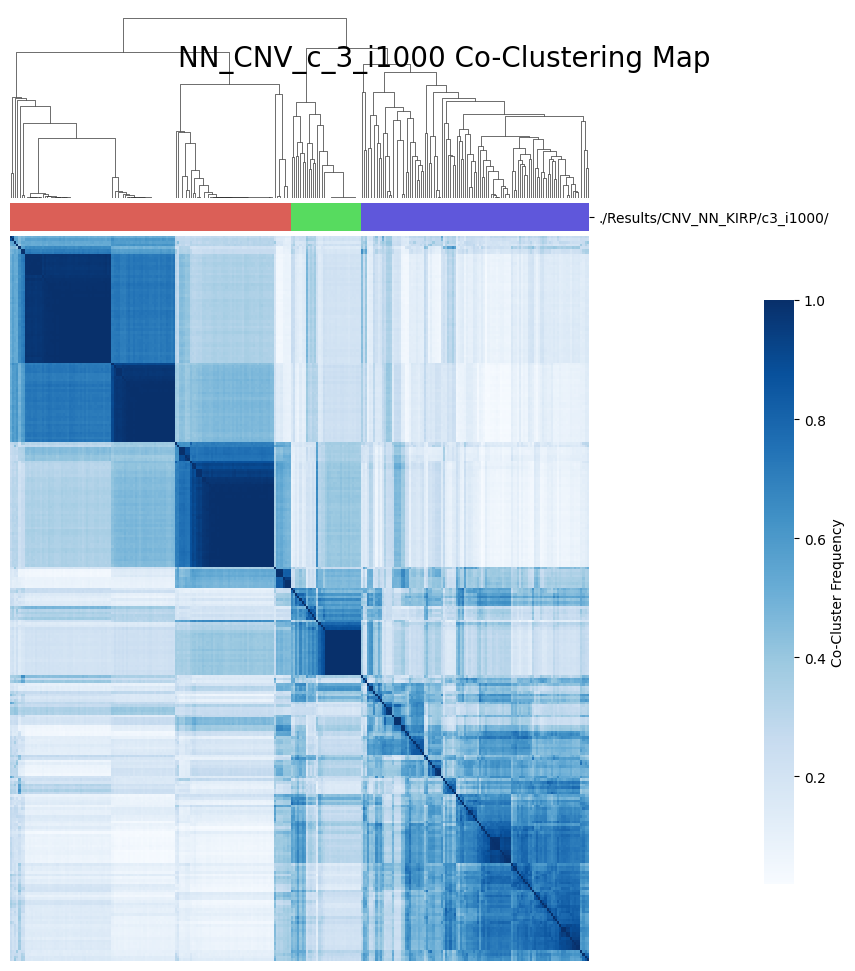 NN_CNV_c_3_i1000 Co-Clustering Map
./Results/CNV_NN_KIRP/c3_i1000/
1.0
0.8
0.6
0.4
0.2
Co-Cluster Frequency